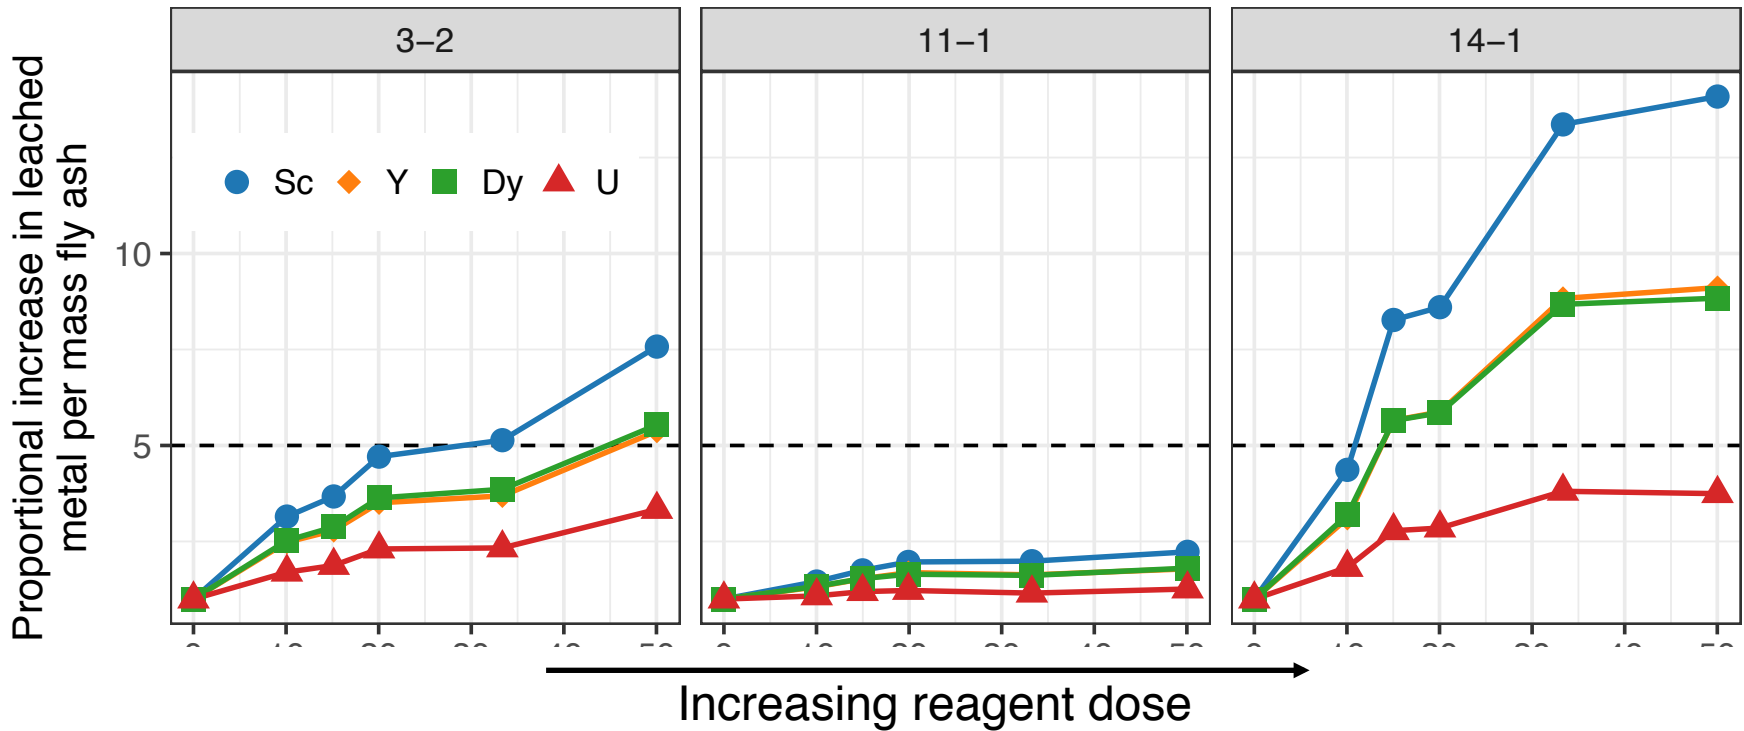 3−2 11−1 14−1
Proportional increase in leached
metal per mass fly ash
Sc Y Dy U
10
5
Increasing reagent dose